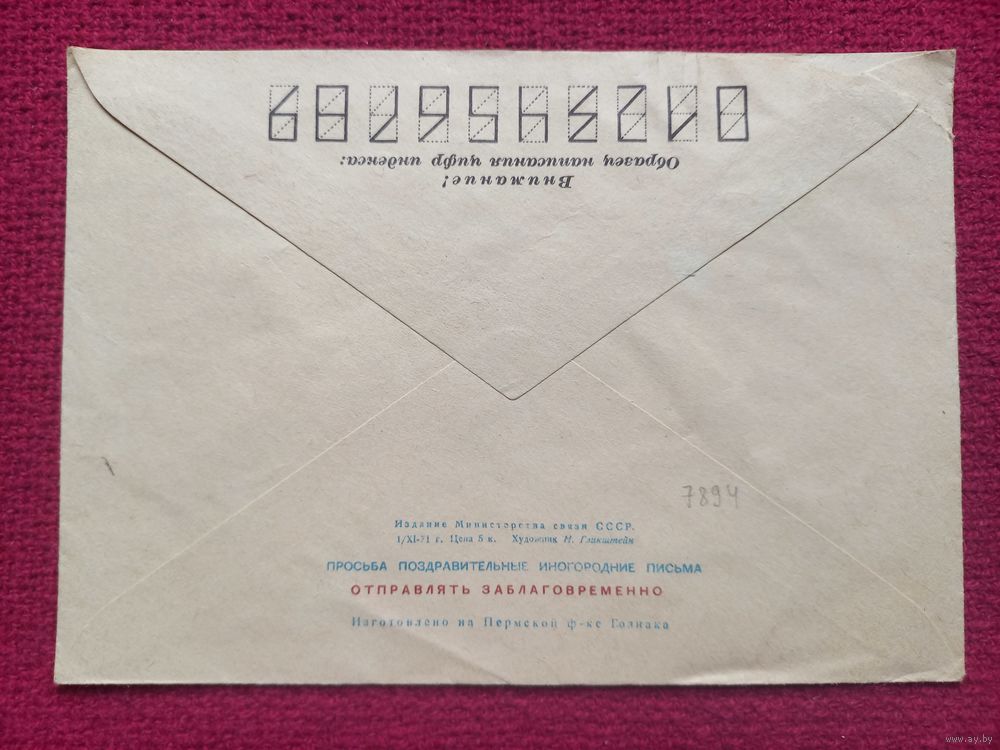 Внимание!
Образец написания цифр индекса:
0123456789
7894
Издание Министерства связи СССР.
1/XI-71 г. Цена 5 к. Художник Н. Гликштейн
ПРОСЬБА ПОЗДРАВИТЕЛЬНЫЕ ИНОГОРОДНИЕ ПИСЬМА
ОТПРАВЛЯТЬ ЗАБЛАГОВРЕМЕННО
Изготовлено на Пермской ф-ке Гознака
www.ay.by